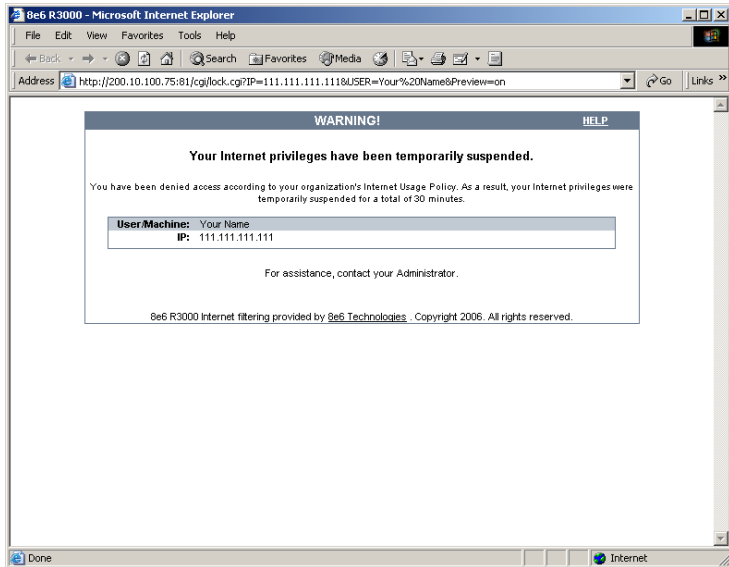 8e6 R3000 - Microsoft Internet Explorer
File Edit View Favorites Tools Help
Back Search Favorites Media
Address http://200.10.100.75:81/cgi/lock.cgi?IP=111.111.111.111&USER=Your%20Name&Preview=on Go Links »
WARNING! HELP
Your Internet privileges have been temporarily suspended.
You have been denied access according to your organization's Internet Usage Policy. As a result, your Internet privileges were
temporarily suspended for a total of 30 minutes.
User/Machine: Your Name
IP: 111.111.111.111
For assistance, contact your Administrator.
8e6 R3000 Internet filtering provided by 8e6 Technologies . Copyright 2006. All rights reserved.
Done Internet